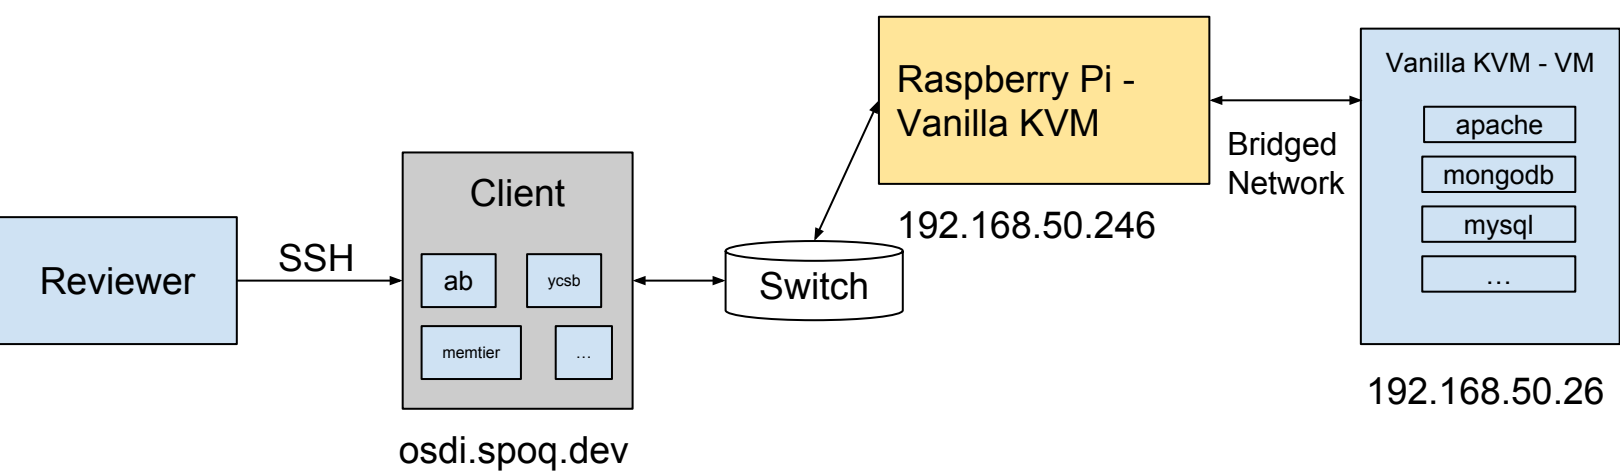 Reviewer
SSH
Client
ab
ycsb
memtier
...
osdi.spoq.dev
Switch
Raspberry Pi -
Vanilla KVM
192.168.50.246
Bridged
Network
Vanilla KVM - VM
apache
mongodb
mysql
...
192.168.50.26